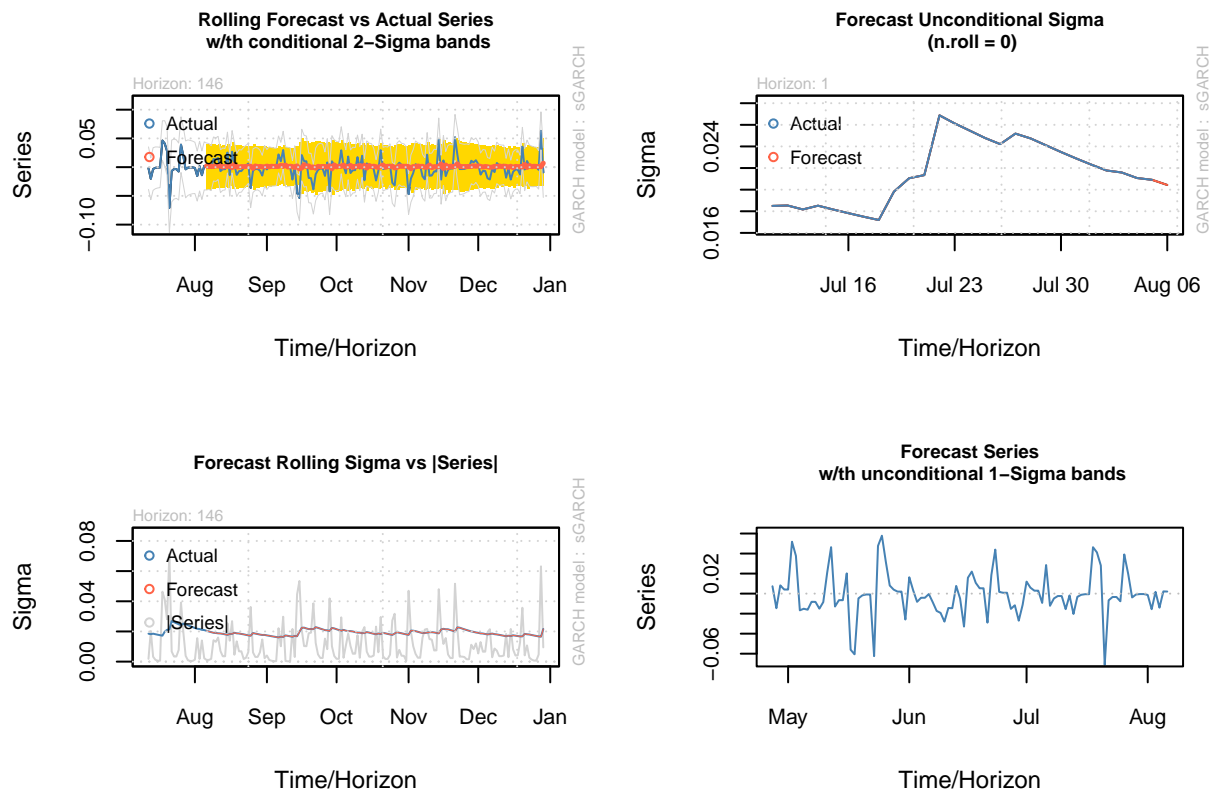 Rolling Forecast vs Actual Series
w/th conditional 2−Sigma bands
Horizon: 146
Actual
Forecast
Series
0.05
−0.10
Aug Sep Oct Nov Dec Jan
Time/Horizon
GARCH model : sGARCH
Forecast Unconditional Sigma
(n.roll = 0)
Horizon: 1
Actual
Forecast
Sigma
0.024
0.016
Jul 16 Jul 23 Jul 30 Aug 06
Time/Horizon
GARCH model : sGARCH
Forecast Rolling Sigma vs |Series|
Horizon: 146
Actual
Forecast
|Series|
Sigma
0.08
0.04
0.00
Aug Sep Oct Nov Dec Jan
Time/Horizon
GARCH model : sGARCH
Forecast Series
w/th unconditional 1−Sigma bands
Series
0.02
−0.06
May Jun Jul Aug
Time/Horizon